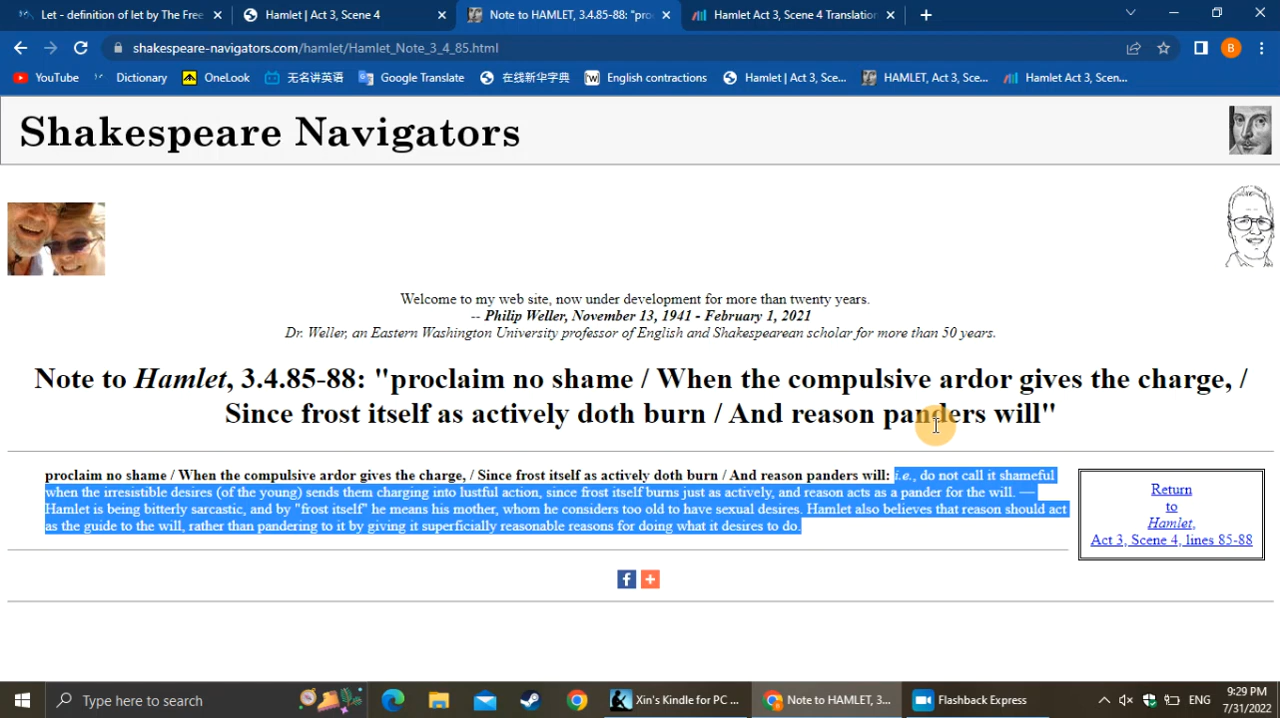 Let - definition of let by The Free
Hamlet | Act 3, Scene 4
Note to HAMLET, 3.4.85-88: "pro
Hamlet Act 3, Scene 4 Translation
shakespeare-navigators.com/hamlet/Hamlet_Note_3_4_85.html
B
YouTube
Dictionary
OneLook
无名讲英语
Google Translate
在线新华字典
W English contractions
Hamlet | Act 3, Sce...
HAMLET, Act 3, Sce...
Hamlet Act 3, Scen...
Shakespeare Navigators
Welcome to my web site, now under development for more than twenty years.
-- Philip Weller, November 13, 1941 - February 1, 2021
Dr. Weller, an Eastern Washington University professor of English and Shakespearean scholar for more than 50 years.
Note to Hamlet, 3.4.85-88: "proclaim no shame / When the compulsive ardor gives the charge, /
Since frost itself as actively doth burn / And reason panders will"
proclaim no shame / When the compulsive ardor gives the charge, / Since frost itself as actively doth burn / And reason panders will: i.e., do not call it shameful
when the irresistible desires (of the young) sends them charging into lustful action, since frost itself burns just as actively, and reason acts as a pander for the will. —
Hamlet is being bitterly sarcastic, and by "frost itself" he means his mother, whom he considers too old to have sexual desires. Hamlet also believes that reason should act
as the guide to the will, rather than pandering to it by giving it superficially reasonable reasons for doing what it desires to do.
Return
to
Hamlet,
Act 3, Scene 4, lines 85-88
Type here to search
Xin's Kindle for PC ...
Note to HAMLET, 3...
Flashback Express
ENG
9:29 PM
7/31/2022